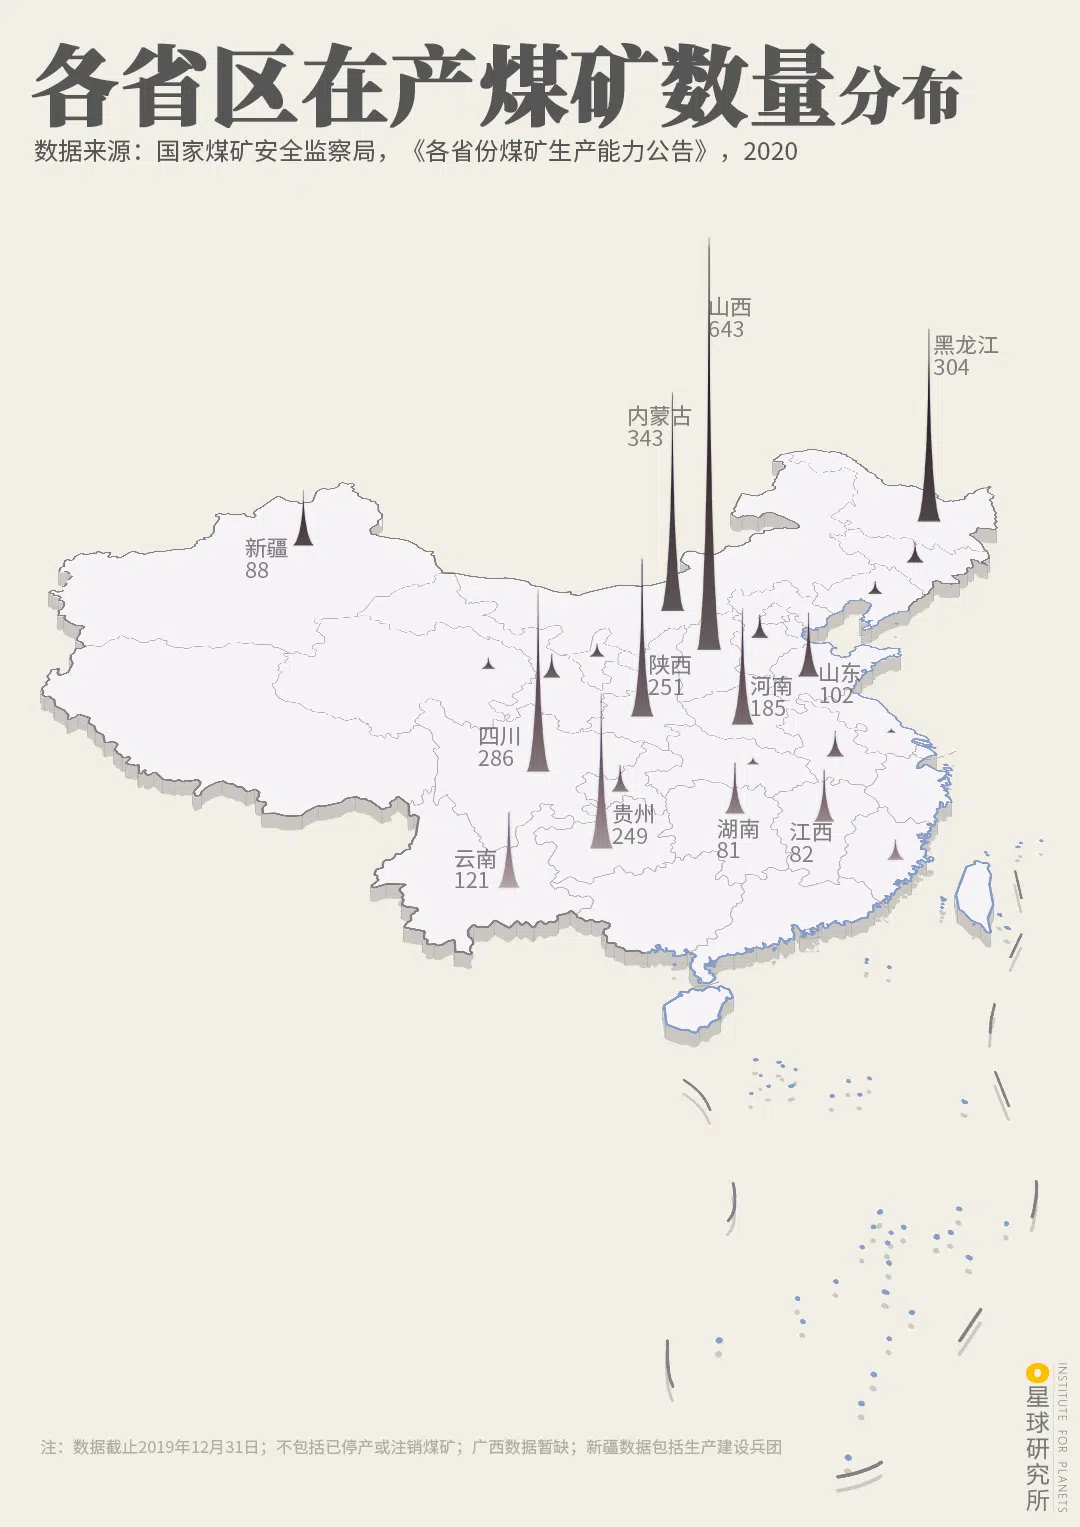 各省区在产煤矿数量分布
数据来源：国家煤矿安全监察局，《各省份煤矿生产能力公告》，2020
山西
643
黑龙江
304
内蒙古
343
新疆
88
陕西
251
河南
185
山东
102
四川
286
贵州
249
湖南
81
江西
82
云南
121
注：数据截止2019年12月31日；不包括已停产或注销煤矿；广西数据暂缺；新疆数据包括生产建设兵团
星球研究所
INSTITUTE FOR PLANETS